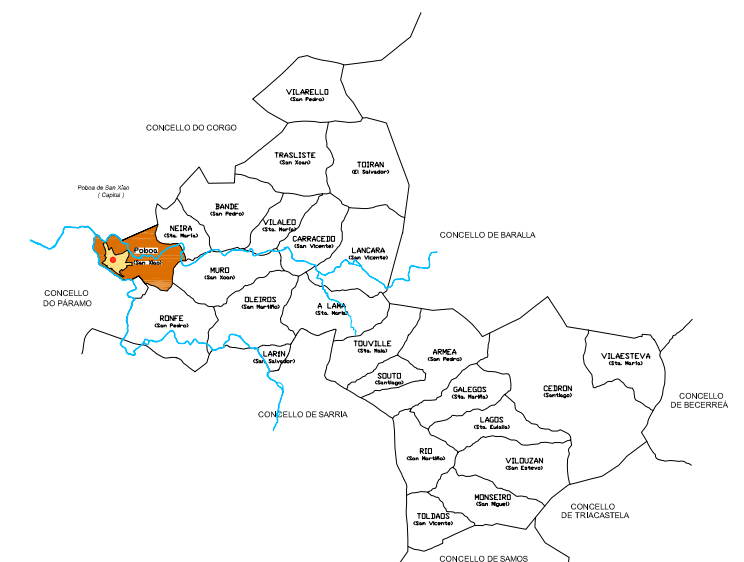 VILARELLO
(San Pedro)
CONCELLO DO CORGO
TRASLISTE
(San Xoan)
TOIRAN
(El Salvador)
Poboa de San Xiao
( Capital )
BANDE
(San Pedro)
NEIRA
(Sta. María)
VILALEO
(Sta. María)
CARRACEDO
(San Vicente)
LANCARA
(San Vicente)
CONCELLO DE BARALLA
Poboa
(San Xiao)
MURO
(San Xoan)
CONCELLO
DO PÁRAMO
OLEIROS
(San Martiño)
A LAMA
(Sta. María)
RONFE
(San Pedro)
TOUVILLE
(Sta. Maia)
ARMEA
(San Pedro)
VILAESTEVA
(Sta. María)
LARIN
(San Salvador)
SOUTO
(Santiago)
GALEGOS
(Sta. Mariña)
CEDRON
(Santiago)
CONCELLO
DE BECERREÁ
CONCELLO DE SARRIA
LAGOS
(Sta. Eulalia)
RIO
(San Martiño)
VILOUZAN
(San Estevo)
MONSEIRO
(San Miguel)
TOLDAOS
(San Vicente)
CONCELLO
DE TRIACASTELA
CONCELLO DE SAMOS